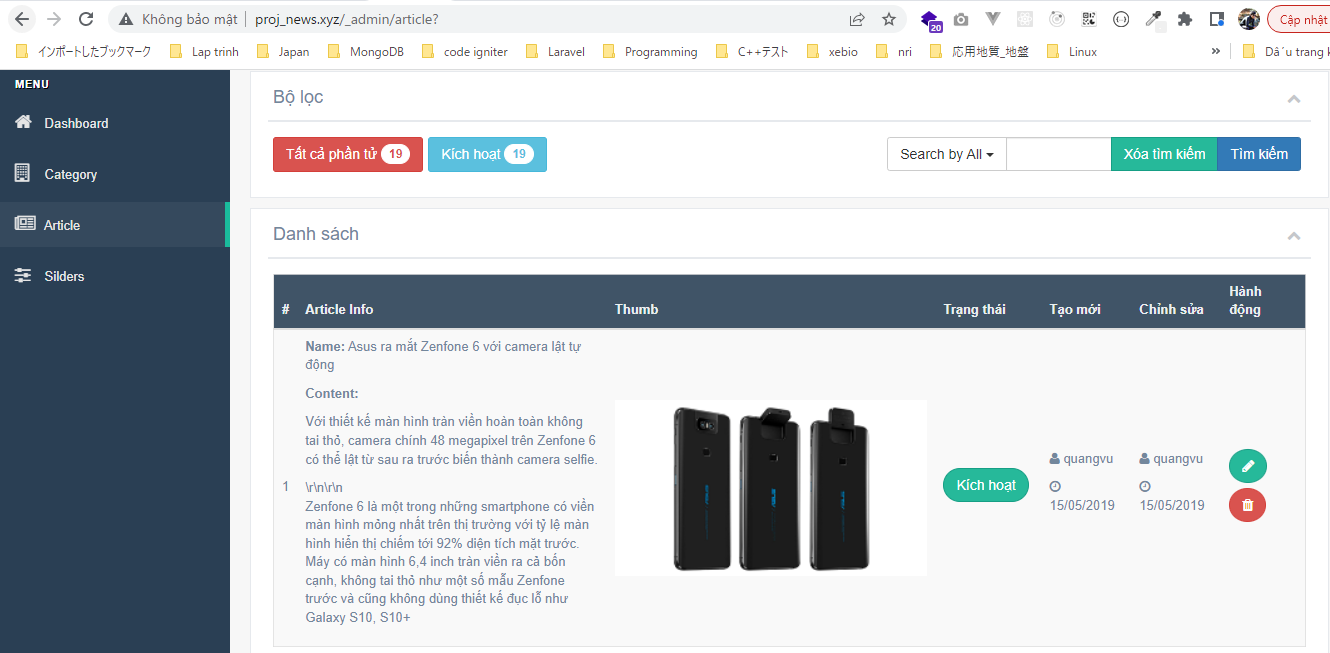 Không bảo mật
proj_news.xyz/_admin/article?
20
Cập nhật
インポートしたブックマーク
Lap trinh
Japan
MongoDB
code igniter
Laravel
Programming
C++テスト
xebio
nri
応用地質_地盤
Linux
»
Dấu trang k
MENU
Dashboard
Category
Article
Silders
Bộ lọc
Tất cả phần tử 19
Kích hoạt 19
Search by All
Xóa tìm kiếm
Tìm kiếm
Danh sách
# Article Info Thumb Trạng thái Tạo mới Chỉnh sửa Hành
động
Name: Asus ra mắt Zenfone 6 với camera lật tự
động
Content:
Với thiết kế màn hình tràn viền hoàn toàn không
tai thỏ, camera chính 48 megapixel trên Zenfone 6
có thể lật từ sau ra trước biến thành camera selfie.
1
\r\n\r\n
Zenfone 6 là một trong những smartphone có viền
màn hình mỏng nhất trên thị trường với tỷ lệ màn
hình hiển thị chiếm tới 92% diện tích mặt trước.
Máy có màn hình 6,4 inch tràn viền ra cả bốn
cạnh, không tai thỏ như một số mẫu Zenfone
trước và cũng không dùng thiết kế đục lỗ như
Galaxy S10, S10+
ASUS
ASUS
ASUS
Kích hoạt
quangvu
15/05/2019
quangvu
15/05/2019